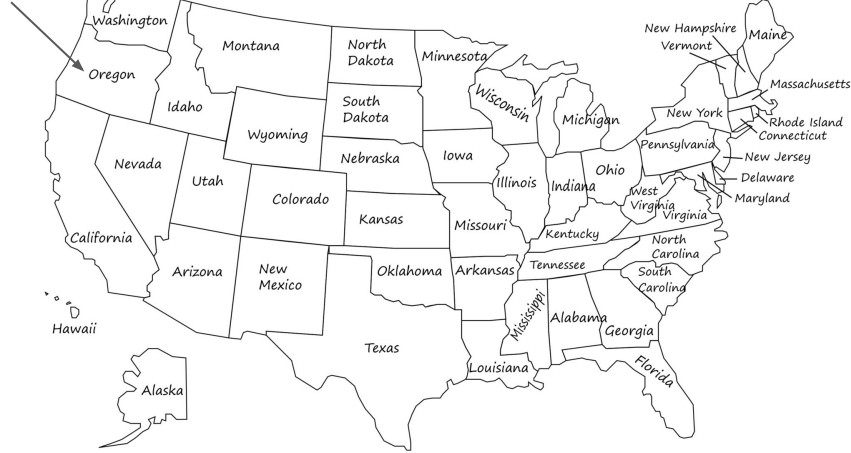 Washington
Oregon
Idaho
Montana
North
Dakota
Minnesota
South
Dakota
Wyoming
Nebraska
Iowa
Wisconsin
Michigan
Nevada
Utah
Colorado
Kansas
Missouri
Illinois
Indiana
Ohio
California
Arizona
New
Mexico
Oklahoma
Arkansas
Texas
Louisiana
Mississippi
Alabama
Georgia
Florida
Tennessee
Kentucky
West
Virginia
Virginia
North
Carolina
South
Carolina
Pennsylvania
New York
New Hampshire
Vermont
Maine
Massachusetts
Rhode Island
Connecticut
New Jersey
Delaware
Maryland
Hawaii
Alaska